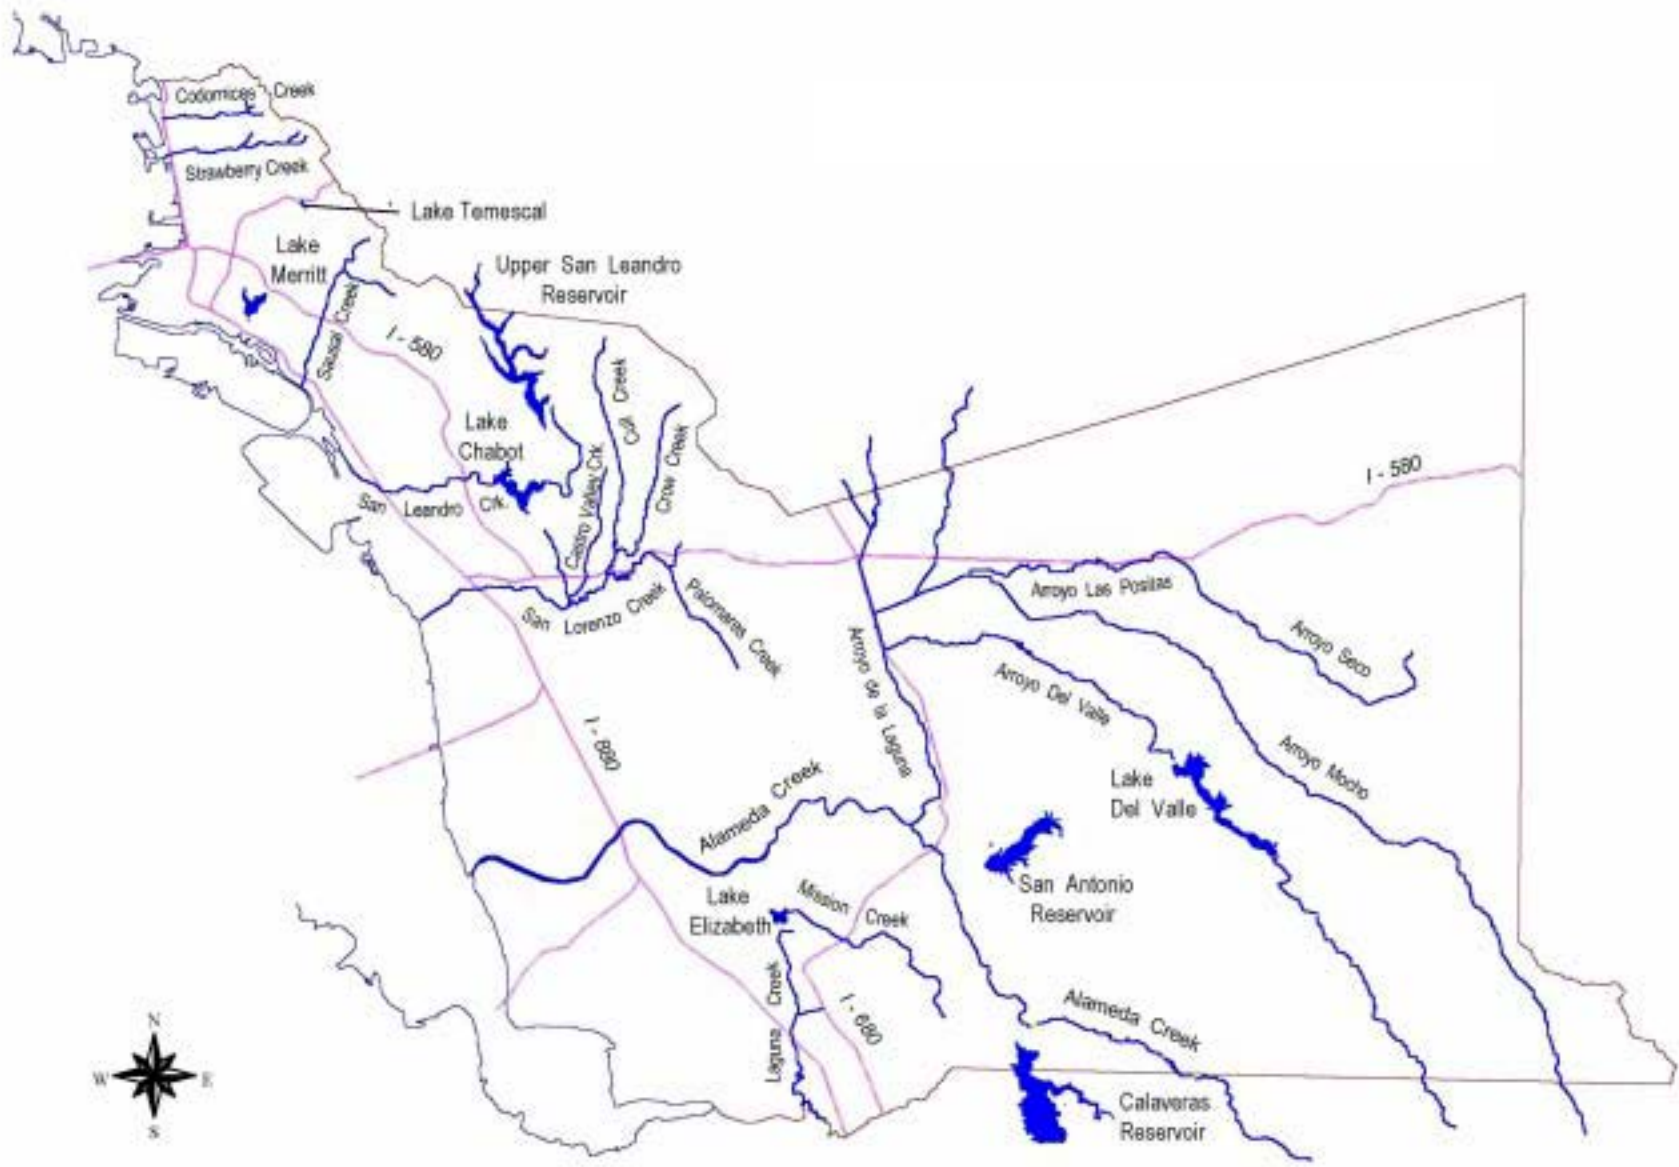 Codornices Creek
Strawberry Creek
Lake Temescal
Lake
Merritt
Upper San Leandro
Reservoir
Sausal Creek
I - 580
Lake
Chabot
Cull Creek
Crow Creek
Castro Valley Crk.
San Leandro Crk.
I - 580
San Lorenzo Creek
Palomares Creek
Arroyo Las Positas
Arroyo Seco
Arroyo de la Laguna
Arroyo Del Valle
I - 880
Arroyo Mocho
Lake
Del Valle
Alameda Creek
San Antonio
Reservoir
Lake
Elizabeth
Mission Creek
Laguna Creek
I - 680
Alameda Creek
Calaveras
Reservoir
N
W E
S